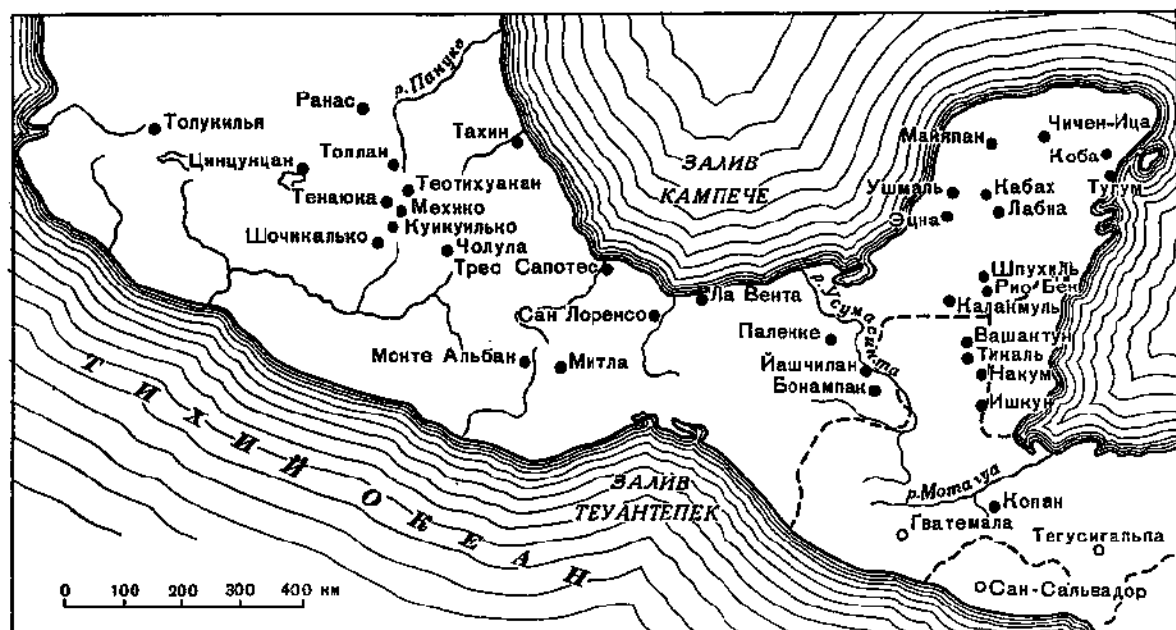 р. Пануко
Ранас
Толукилья
Тахин
Цинцунцан
Толлан
Теотихуакан
Тенаюка
Мехико
Куикуилько
Шочикалько
Чолула
Трес Сапотес
ЗАЛИВ
КАМПЕЧЕ
Майяпан
Чичен-Ица
Коба
Тугум
Ушмаль
Кабах
Эцна
Лабна
Шпухиль
Рио Бек
Калакмуль
Ла Вента
р. Усумасинта
Сан Лоренсо
Паленке
Вашактун
Тикаль
Монте Альбан
Митла
Йашчилан
Накум
Бонампак
Ишкун
ТИХИЙ ОКЕАН
ЗАЛИВ
ТЕУАНТЕПЕК
р. Мотагуа
Копан
Гватемала
Тегусигальпа
Сан-Сальвадор
0 100 200 300 400 км